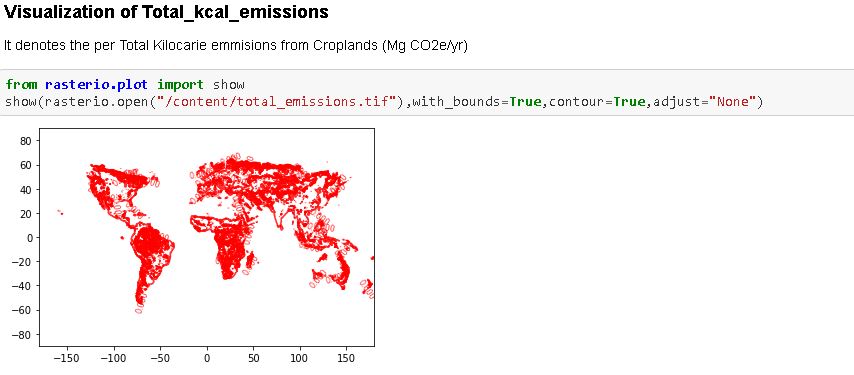 Visualization of Total_kcal_emissions
It denotes the per Total Kilocarie emmisions from Croplands (Mg CO2e/yr)
from rasterio.plot import show
show(rasterio.open("/content/total_emissions.tif"),with_bounds=True,contour=True,adjust="None")
80
60
40
20
0
−20
−40
−60
−80
−150 −100 −50 0 50 100 150